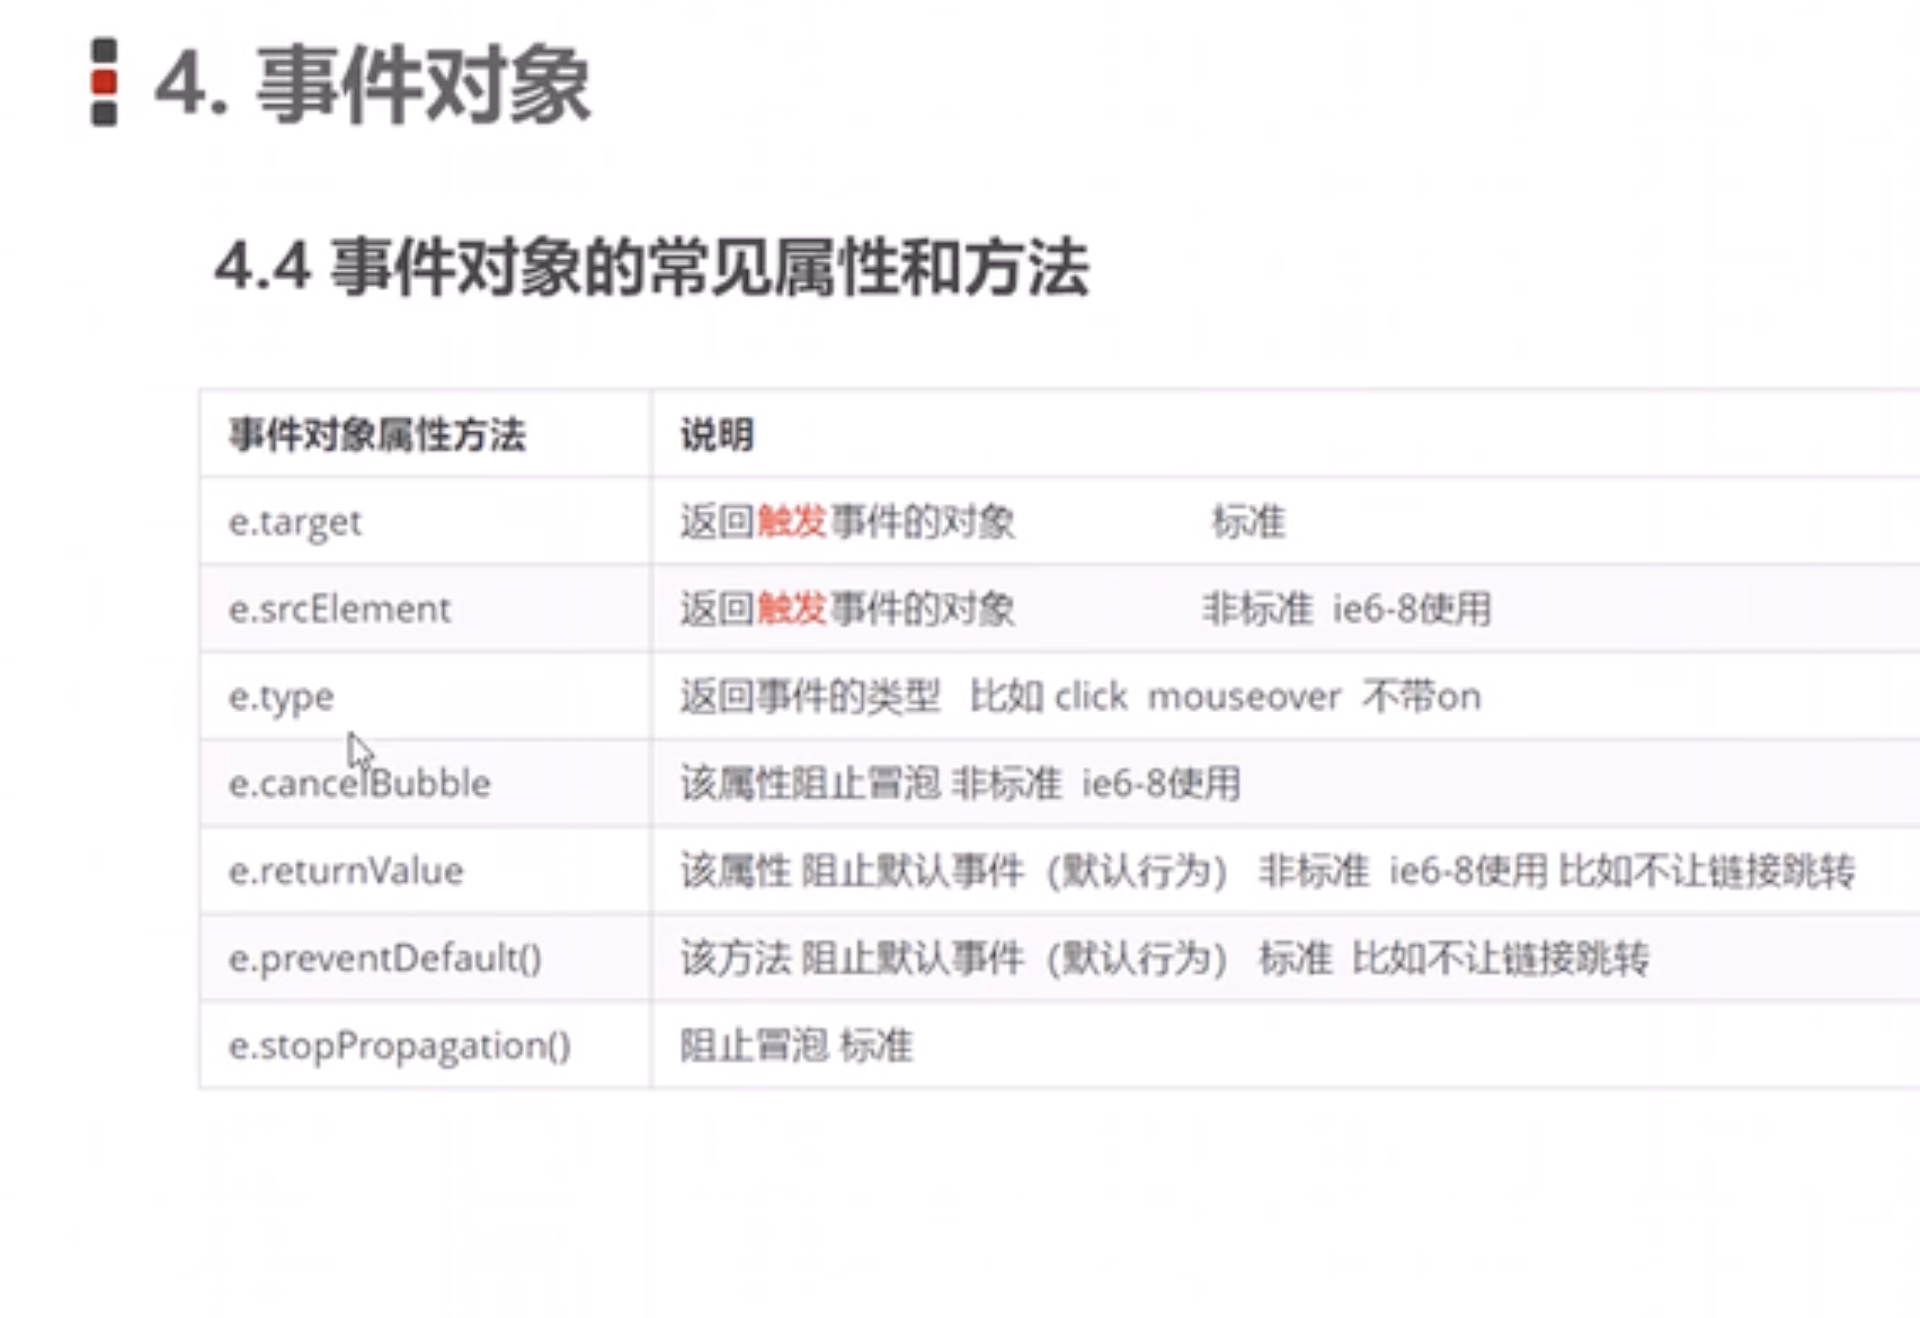 4. 事件对象
4.4 事件对象的常见属性和方法
事件对象属性方法 说明
e.target 返回触发事件的对象 标准
e.srcElement 返回触发事件的对象 非标准 ie6-8使用
e.type 返回事件的类型 比如 click mouseover 不带on
e.cancelBubble 该属性阻止冒泡 非标准 ie6-8使用
e.returnValue 该属性 阻止默认事件（默认行为） 非标准 ie6-8使用 比如不让链接跳转
e.preventDefault() 该方法 阻止默认事件（默认行为） 标准 比如不让链接跳转
e.stopPropagation() 阻止冒泡 标准